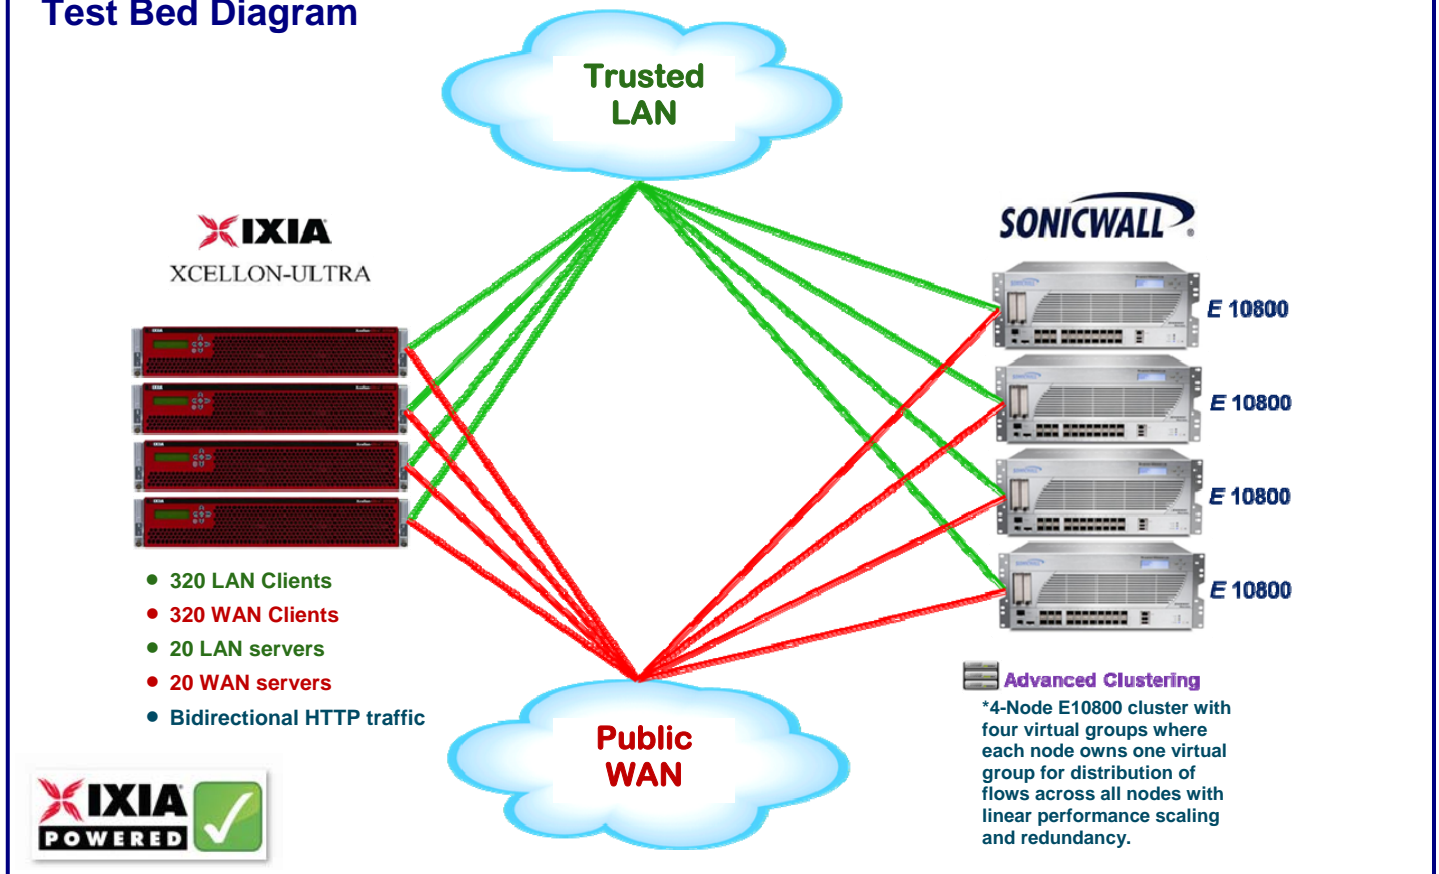 Test Bed Diagram
Trusted
LAN
IXIA
XCELLON-ULTRA
SONICWALL
E 10800
E 10800
E 10800
E 10800
• 320 LAN Clients
• 320 WAN Clients
• 20 LAN servers
• 20 WAN servers
• Bidirectional HTTP traffic
Public
WAN
Advanced Clustering
*4-Node E10800 cluster with
four virtual groups where
each node owns one virtual
group for distribution of
flows across all nodes with
linear performance scaling
and redundancy.
IXIA
POWERED